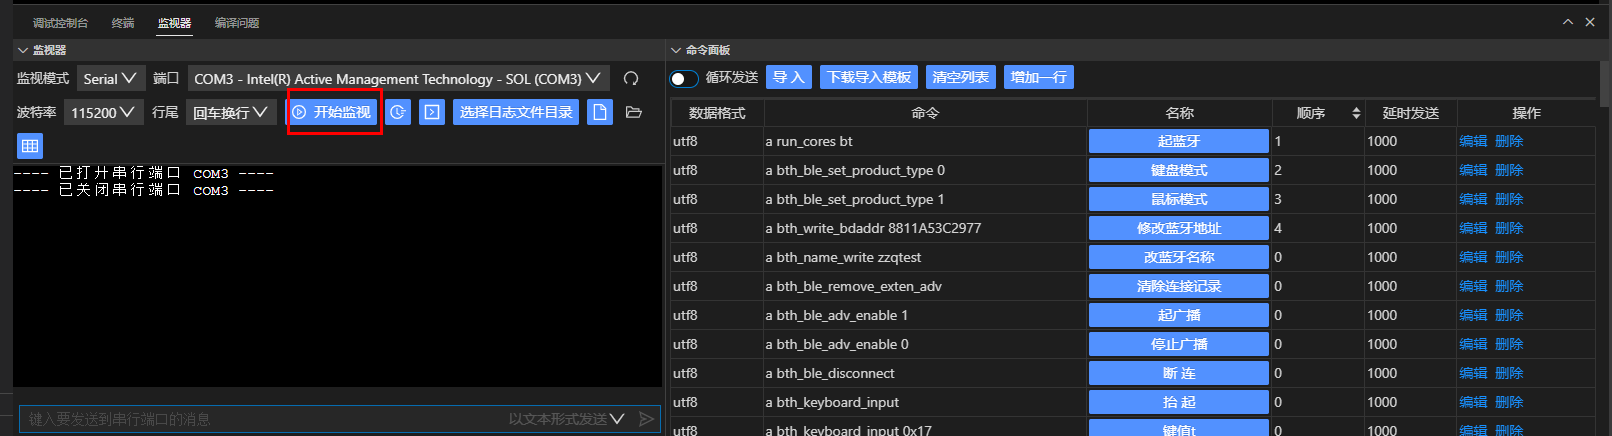 调试控制台 终端 监视器 编译问题
监视器
监视模式 Serial 端口 COM3 - Intel(R) Active Management Technology - SOL (COM3)
波特率 115200 行尾 回车换行 开始监视 选择日志文件目录
---- 已打开串行端口 COM3 ----
---- 已关闭串行端口 COM3 ----
键入要发送到串行端口的消息 以文本形式发送
命令面板
循环发送 导入 下载导入模板 清空列表 增加一行
数据格式 命令 名称 顺序 延时发送 操作
utf8 a run_cores bt 起蓝牙 1 1000 编辑 删除
utf8 a bth_ble_set_product_type 0 键盘模式 2 1000 编辑 删除
utf8 a bth_ble_set_product_type 1 鼠标模式 3 1000 编辑 删除
utf8 a bth_write_bdaddr 8811A53C2977 修改蓝牙地址 4 1000 编辑 删除
utf8 a bth_name_write zzqtest 改蓝牙名称 0 1000 编辑 删除
utf8 a bth_ble_remove_exten_adv 清除连接记录 0 1000 编辑 删除
utf8 a bth_ble_adv_enable 1 起广播 0 1000 编辑 删除
utf8 a bth_ble_adv_enable 0 停止广播 0 1000 编辑 删除
utf8 a bth_ble_disconnect 断连 0 1000 编辑 删除
utf8 a bth_keyboard_input 抬起 0 1000 编辑 删除
utf8 a bth_keyboard_input 0x17 键值t 0 1000 编辑 删除